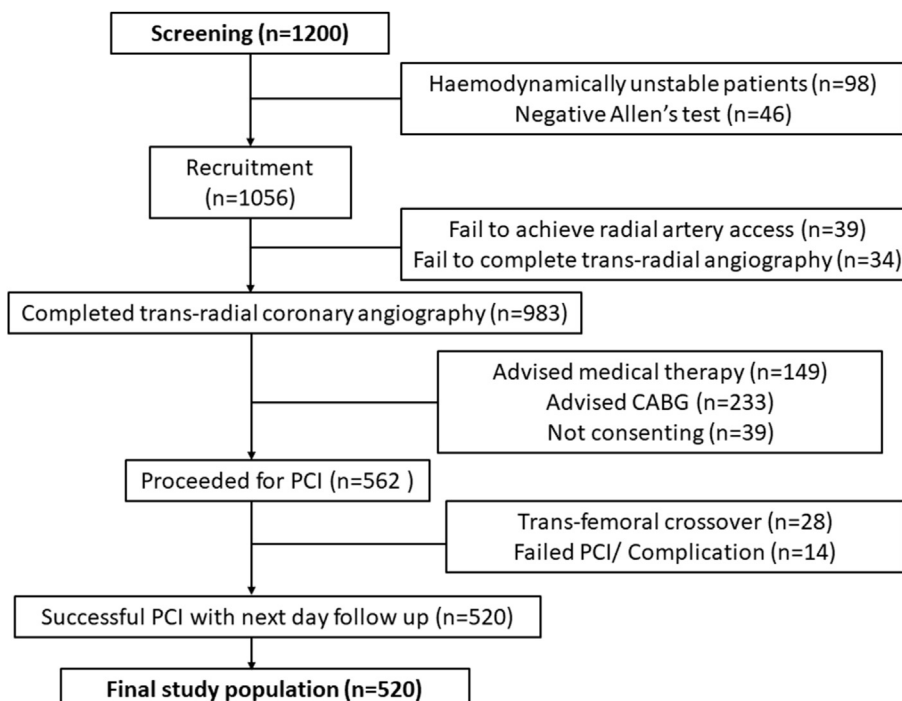 Screening (n=1200)
Haemodynamically unstable patients (n=98)
Negative Allen's test (n=46)
Recruitment
(n=1056)
Fail to achieve radial artery access (n=39)
Fail to complete trans-radial angiography (n=34)
Completed trans-radial coronary angiography (n=983)
Advised medical therapy (n=149)
Advised CABG (n=233)
Not consenting (n=39)
Proceeded for PCI (n=562 )
Trans-femoral crossover (n=28)
Failed PCI/ Complication (n=14)
Successful PCI with next day follow up (n=520)
Final study population (n=520)